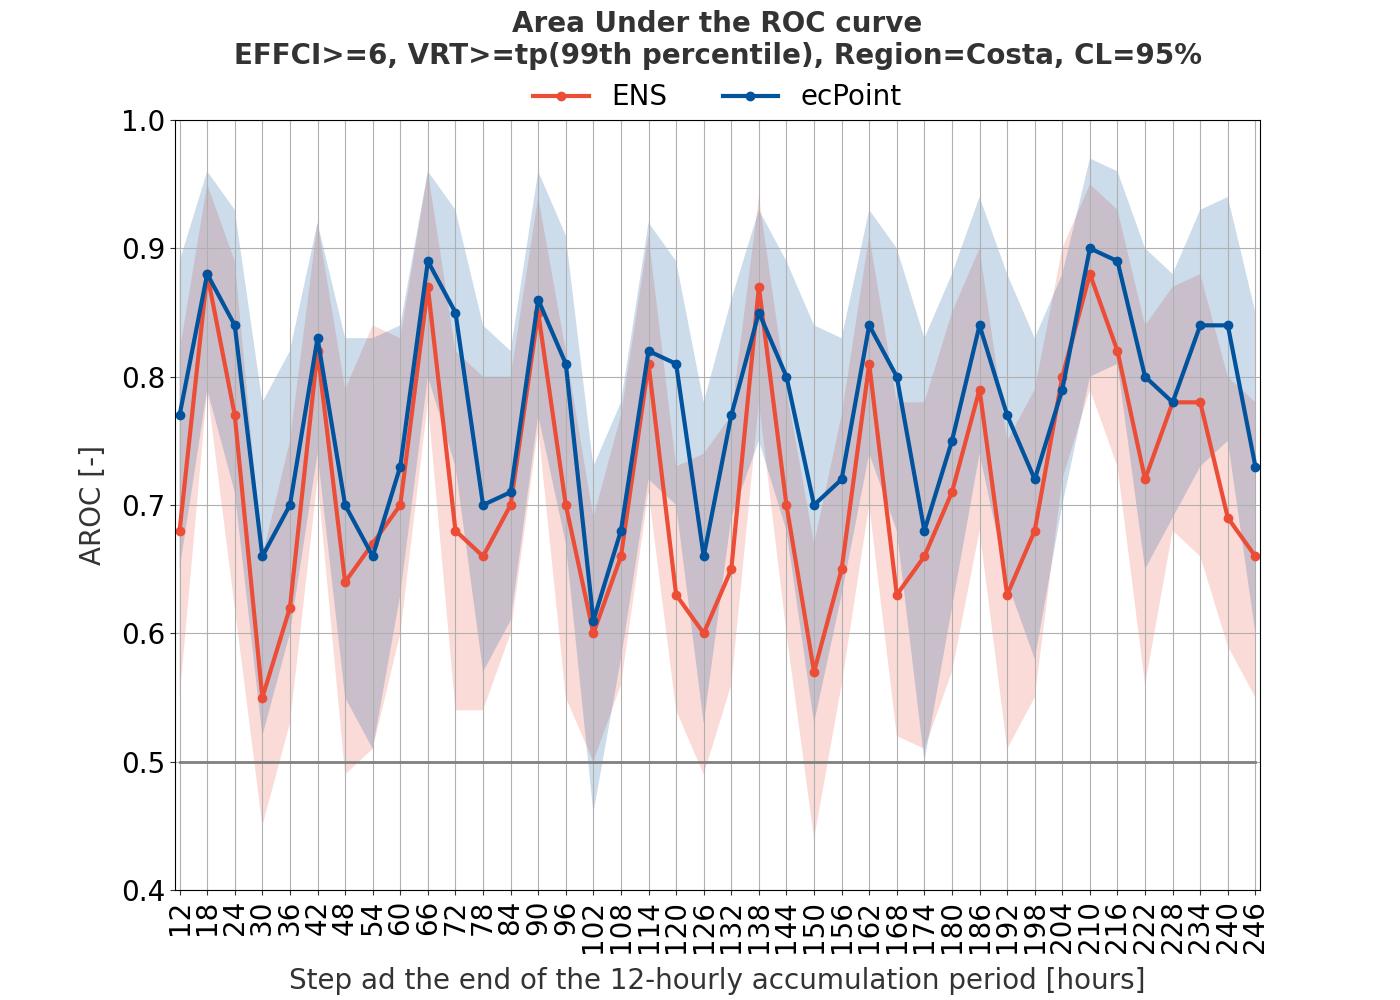 Area Under the ROC curve
EFFCI>=6, VRT>=tp(99th percentile), Region=Costa, CL=95%
ENS ecPoint
1.0
0.9
0.8
0.7
0.6
0.5
0.4
AROC [-]
12 18 24 30 36 42 48 54 60 66 72 78 84 90 96 102 108 114 120 126 132 138 144 150 156 162 168 174 180 186 192 198 204 210 216 222 228 234 240 246
Step ad the end of the 12-hourly accumulation period [hours]